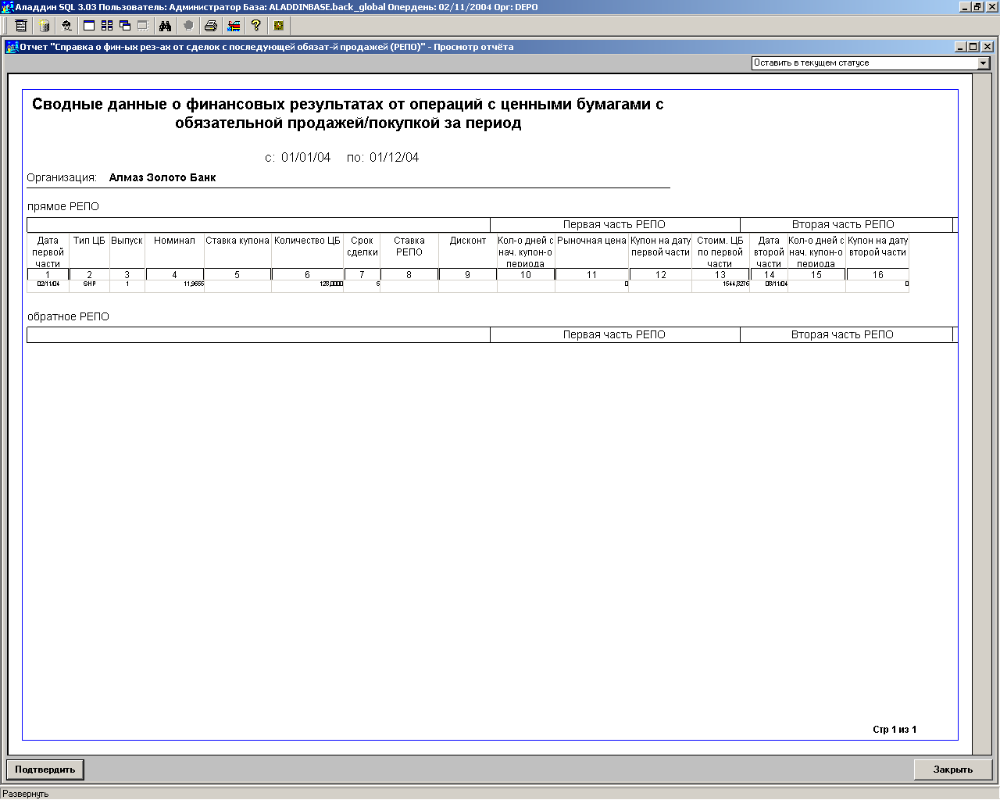 Аладдин SQL 3.03 Пользователь: Администратор База: ALADDINBASE.back_global Опердень: 02/11/2004 Орг: DEPO
Отчет "Справка о фин-ых рез-ах от сделок с последующей обязат-й продажей (РЕПО)" - Просмотр отчёта
Оставить в текущем статусе
Сводные данные о финансовых результатах от операций с ценными бумагами с
обязательной продажей/покупкой за период
с: 01/01/04 по: 01/12/04
Организация: Алмаз Золото Банк
прямое РЕПО
Первая часть РЕПО Вторая часть РЕПО
Дата Тип ЦБ Выпуск Номинал Ставка купона Количество ЦБ Срок Ставка Дисконт Кол-о дней с Рыночная цена Купон на дату Стоим. ЦБ Дата Кол-о дней с Купон на дату
первой сделки РЕПО нач. купон-о первой части по первой второй нач. купон-о второй части
части периода части части периода
1 2 3 4 5 6 7 8 9 10 11 12 13 14 15 16
02/11/04 SHP 1 11,9655 128,0000 5 0 1544,8276 08/11/04 0
обратное РЕПО
Первая часть РЕПО Вторая часть РЕПО
Стр 1 из 1
Подтвердить Закрыть
Развернуть